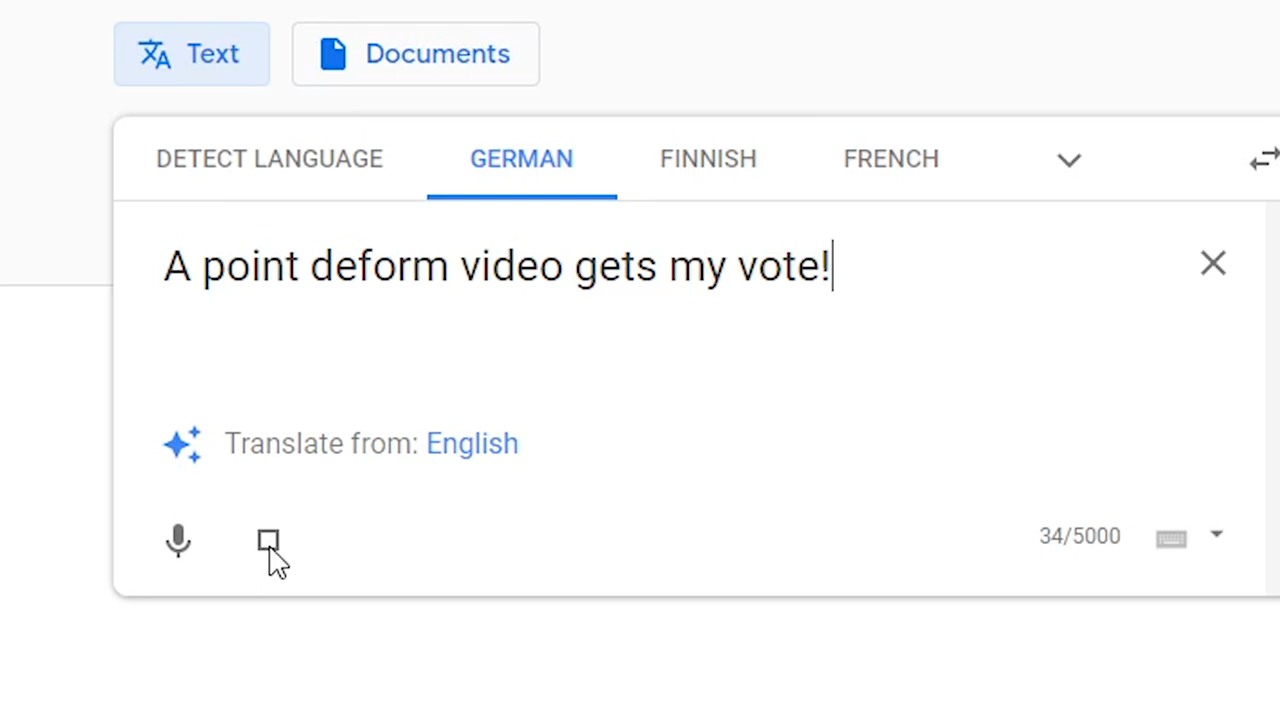 Text
Documents
DETECT LANGUAGE
GERMAN
FINNISH
FRENCH
A point deform video gets my vote!
Translate from: English
34/5000